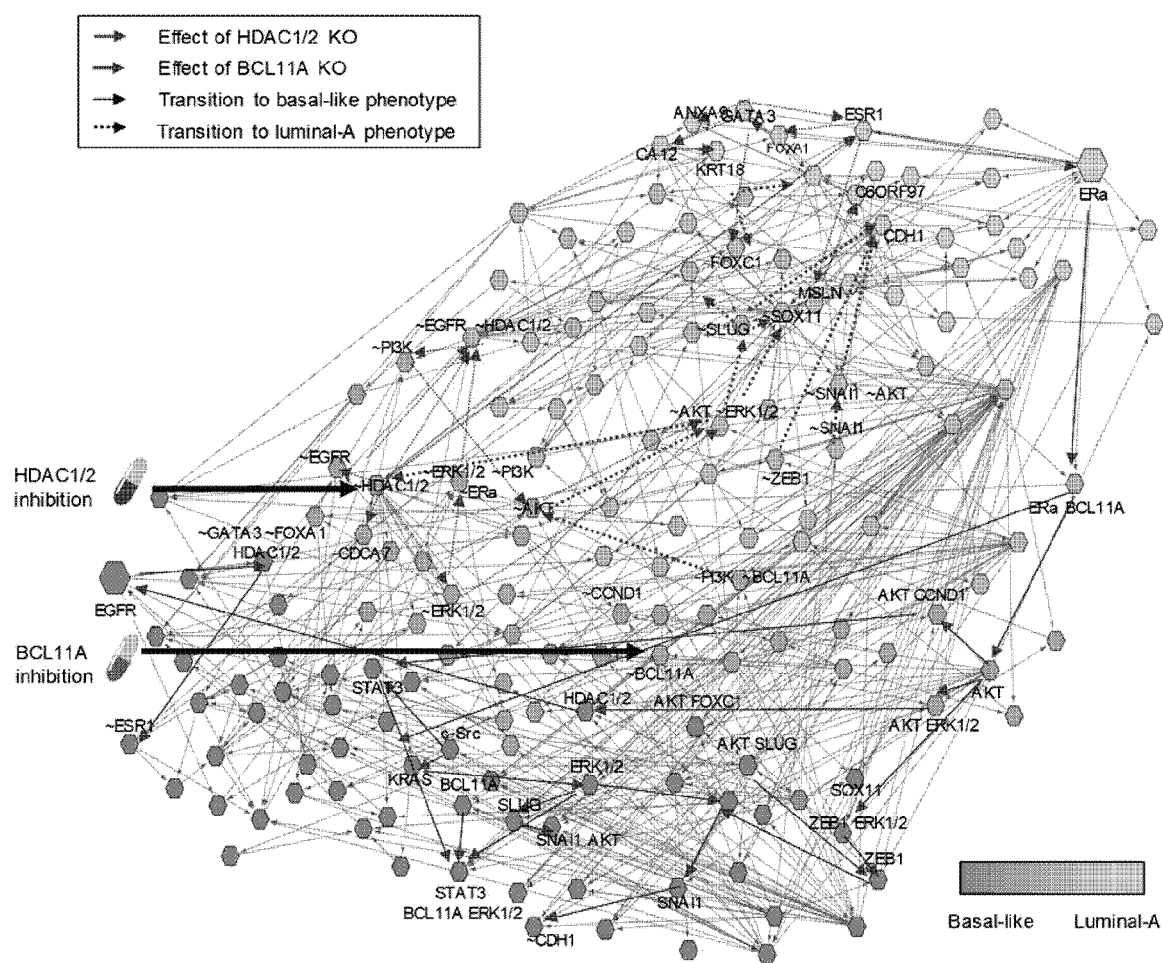 Effect of HDAC1/2 KO
Effect of BCL11A KO
Transition to basal-like phenotype
Transition to luminal-A phenotype
ANXA9
GATA3
ESR1
FOXA1
CA12
KRT18
ERa
C6ORF97
CDH1
FOXC1
MSLN
~SLUG
~SOX11
~EGFR ~HDAC1/2
~PI3K
~SNAI1 ~AKT
~AKT ~ERK1/2
~SNAI1
~EGFR
~ERK1/2
~PI3K
~ZEB1
HDAC1/2
inhibition
~HDAC1/2
~ERa
~AKT
ERa BCL11A
~GATA3 ~FOXA1
HDAC1/2
~CDCA7
EGFR
~PI3K ~BCL11A
~ERK1/2
~CCND1
AKT CCND1
BCL11A
inhibition
~BCL11A
STAT3
AKT
HDAC1/2
AKT FOXC1
AKT ERK1/2
~ESR1
c-Src
AKT SLUG
KRAS
ERK1/2
BCL11A
SOX11
SLUG
ZEB1 ERK1/2
SNAI1 AKT
ZEB1
STAT3
BCL11A ERK1/2
SNAI1
~CDH1
Basal-like
Luminal-A